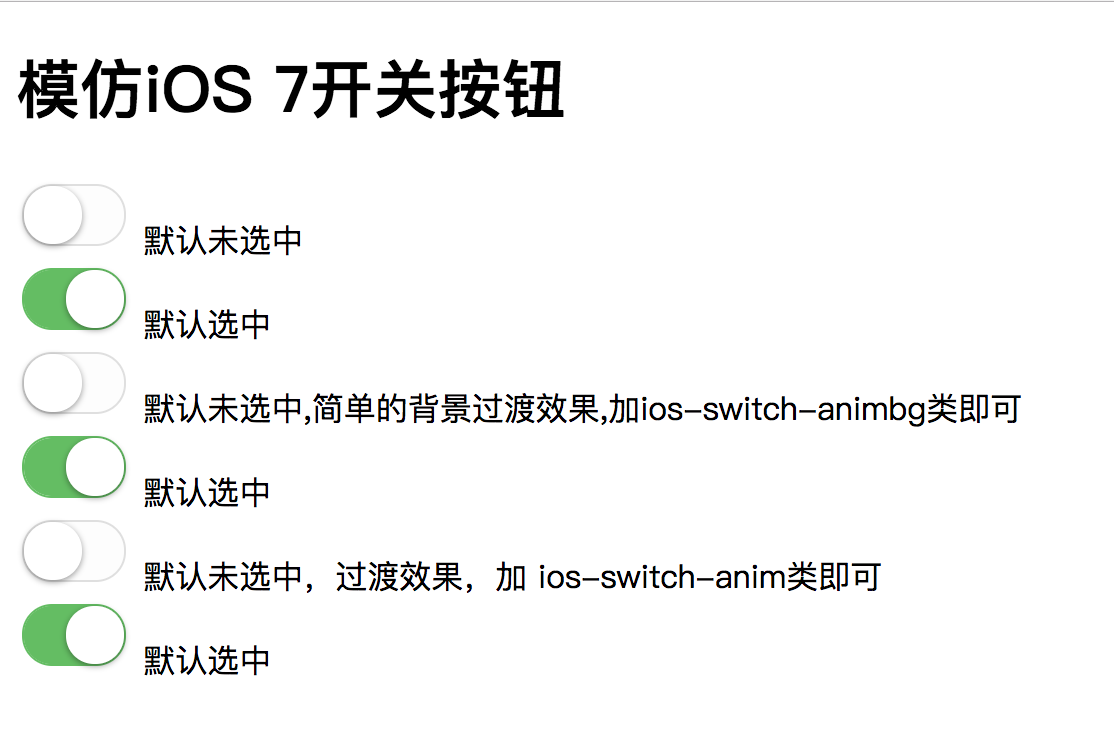 模仿iOS 7开关按钮
默认未选中
默认选中
默认未选中,简单的背景过渡效果,加ios-switch-animbg类即可
默认选中
默认未选中，过渡效果，加 ios-switch-anim类即可
默认选中